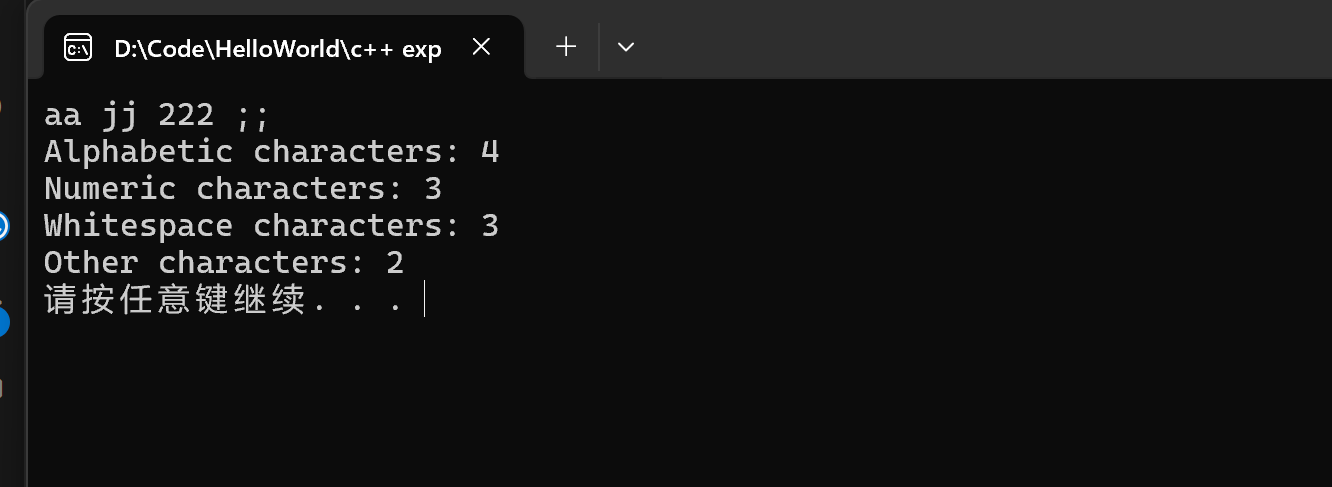 D:\Code\HelloWorld\c++ exp
aa jj 222 ;;
Alphabetic characters: 4
Numeric characters: 3
Whitespace characters: 3
Other characters: 2
请按任意键继续. . .